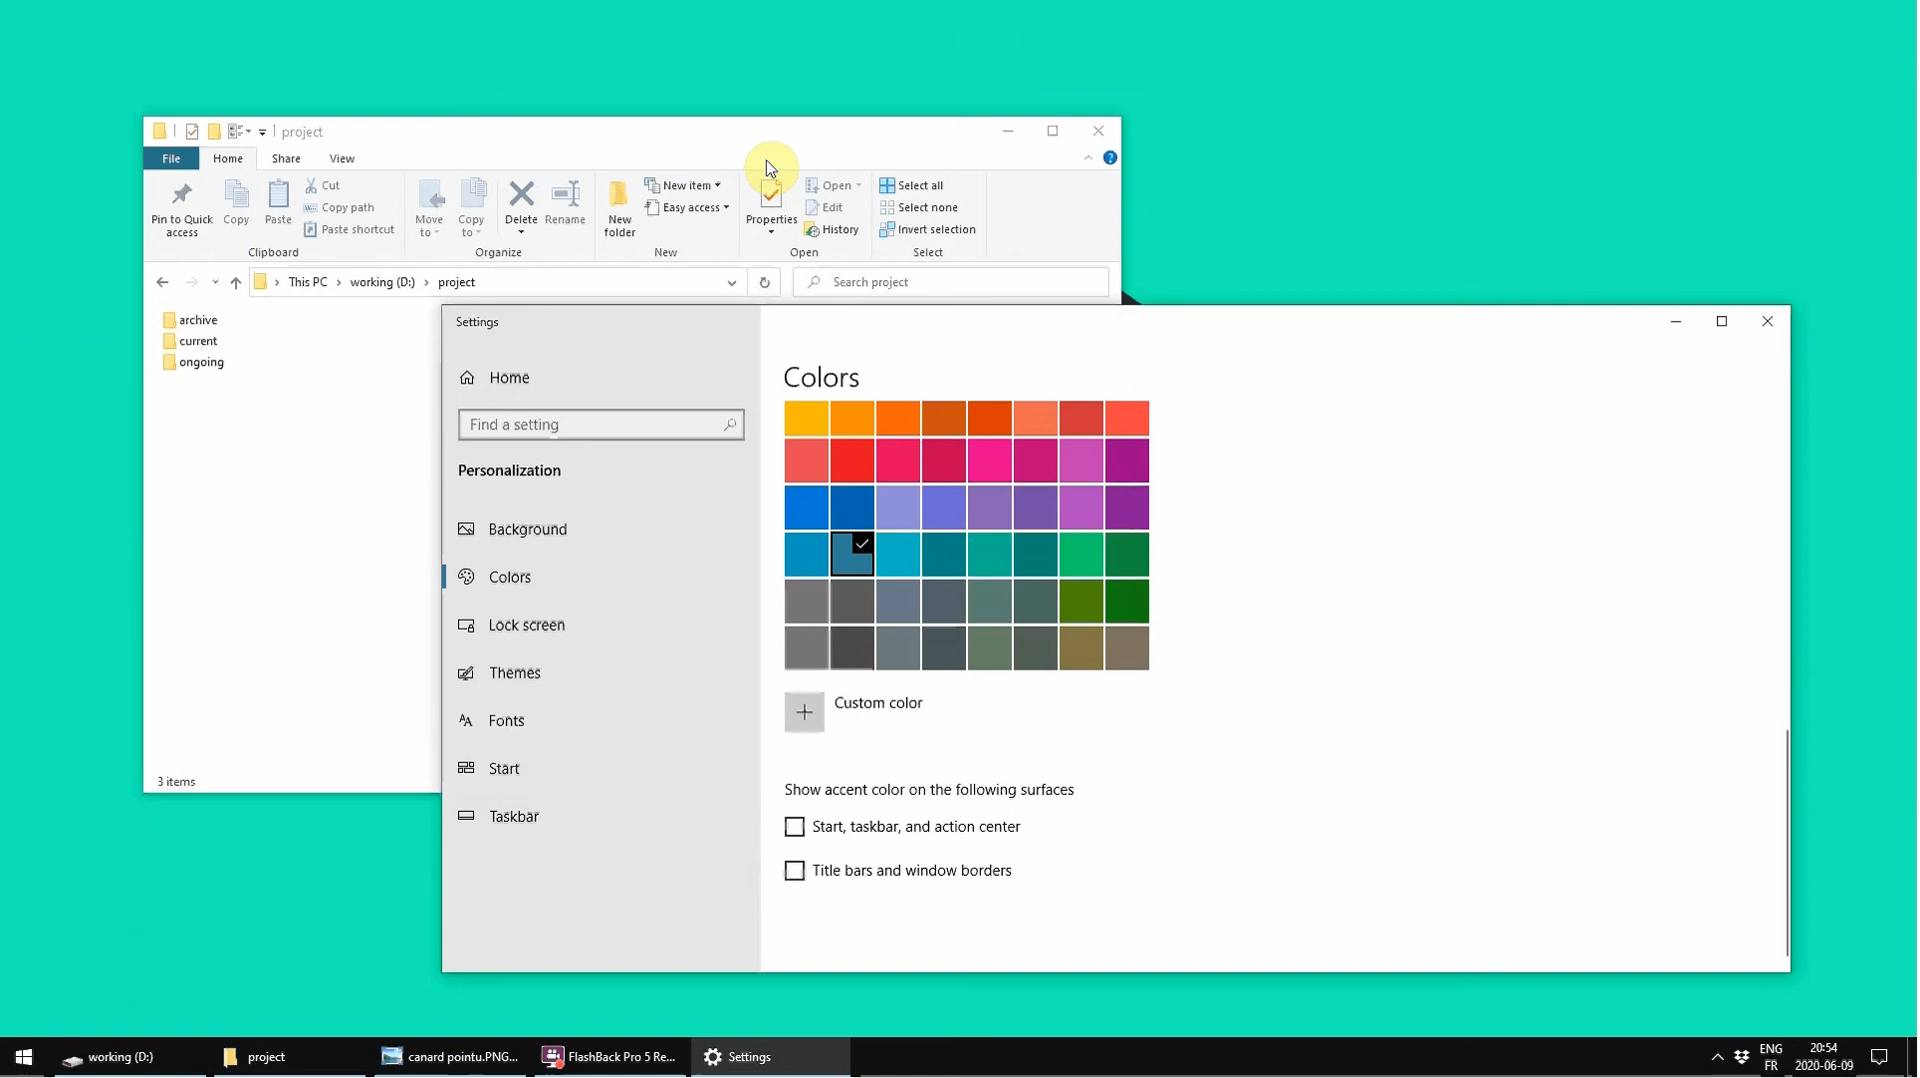 project
File Home Share View
Pin to Quick access
Copy
Paste
Cut
Copy path
Paste shortcut
Clipboard
Move to
Copy to
Delete
Rename
Organize
New folder
New item
Easy access
New
Properties
Open
Edit
History
Open
Select all
Select none
Invert selection
Select
This PC > working (D:) > project
Search project
archive
current
ongoing
3 items
Settings
Home
Find a setting
Personalization
Background
Colors
Lock screen
Themes
Fonts
Start
Taskbar
Colors
Custom color
Show accent color on the following surfaces
Start, taskbar, and action center
Title bars and window borders
working (D:)
project
canard pointu.PNG...
FlashBack Pro 5 Re...
Settings
ENG
FR
20:54
2020-06-09